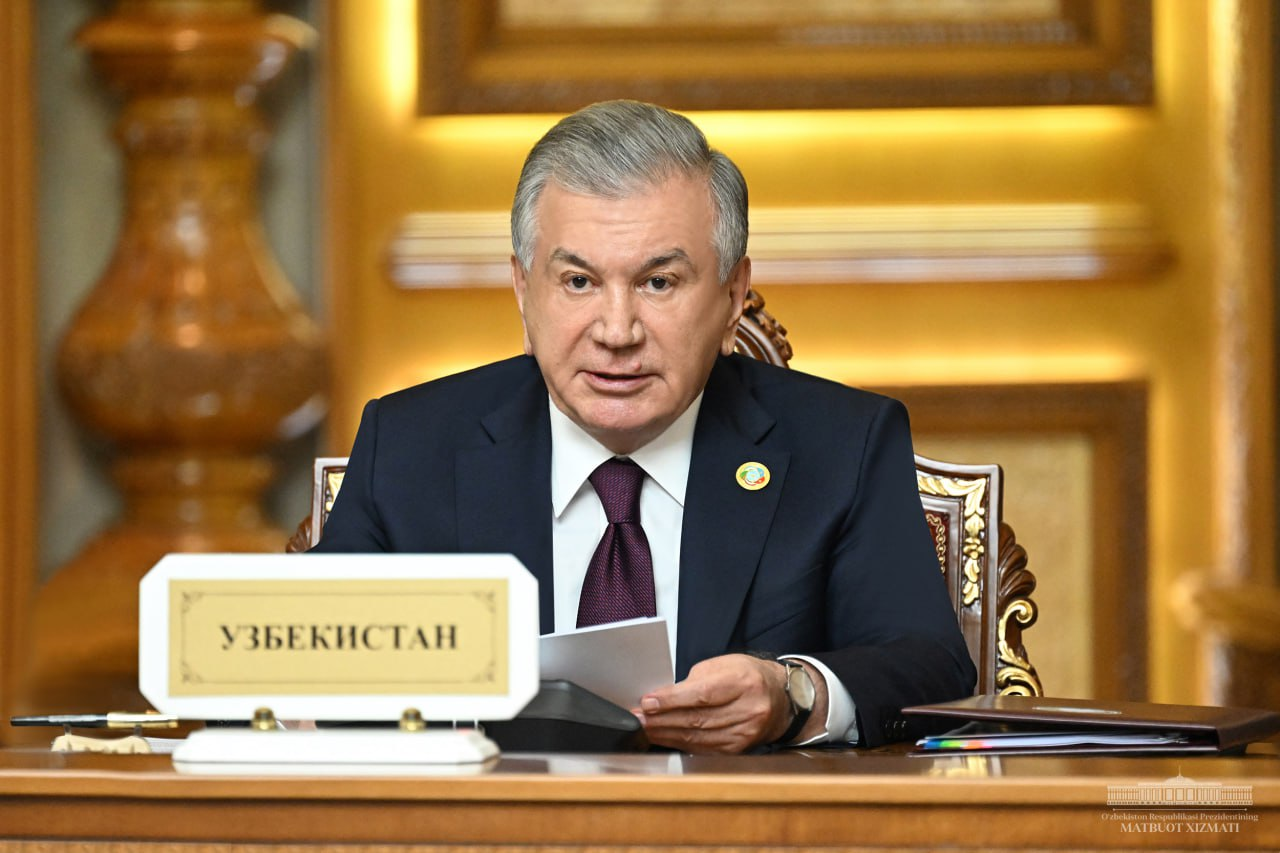 УЗБЕКИСТАН
O'zbekiston Respublikasi Prezidentining
MATBUOT XIZMATI